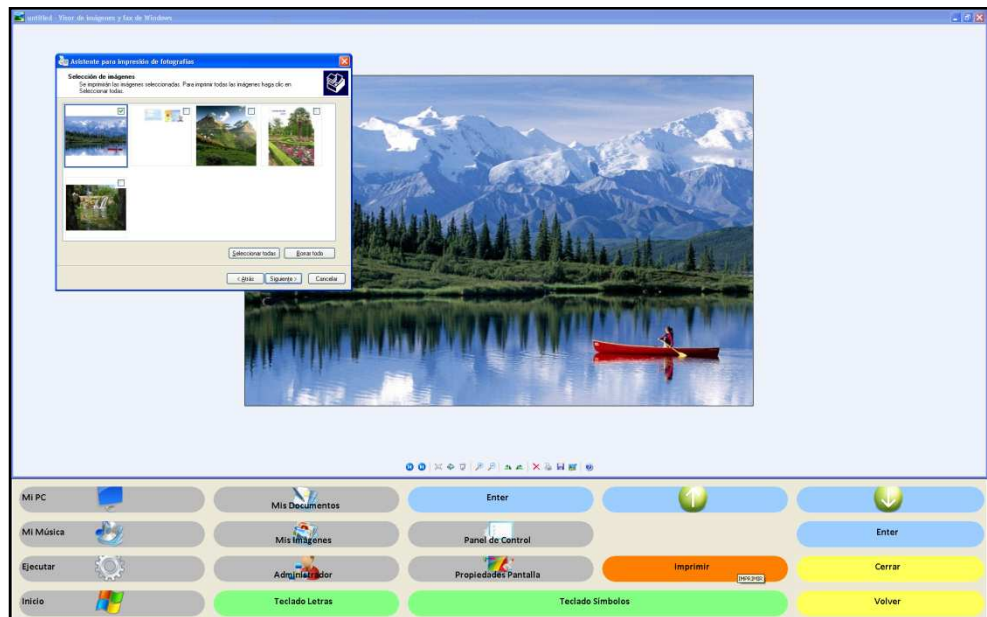 untitled - Visor de imágenes y fax de Windows
Asistente para impresión de fotografías
Selección de imágenes
Se imprimirán las imágenes seleccionadas. Para imprimir todas las imágenes haga clic en
Seleccionar todas.
Seleccionar todas
Borrar todo
< Atrás
Siguiente >
Cancelar
Mi PC
Mis Documentos
Enter
Mi Música
Mis Imágenes
Panel de Control
Enter
Ejecutar
Administrador
Propiedades Pantalla
Imprimir
IMPRIMIR
Cerrar
Inicio
Teclado Letras
Teclado Simbolos
Volver